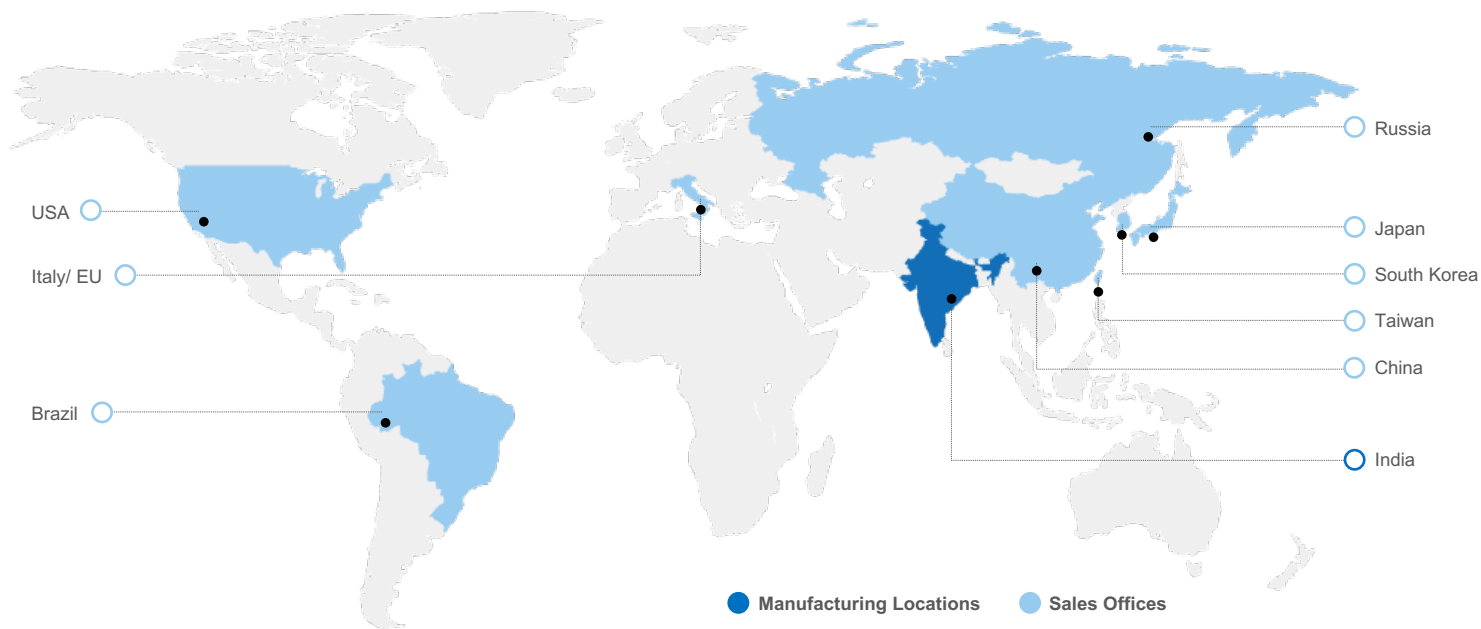 USA
Italy/ EU
Brazil
Russia
Japan
South Korea
Taiwan
China
India
Manufacturing Locations
Sales Offices